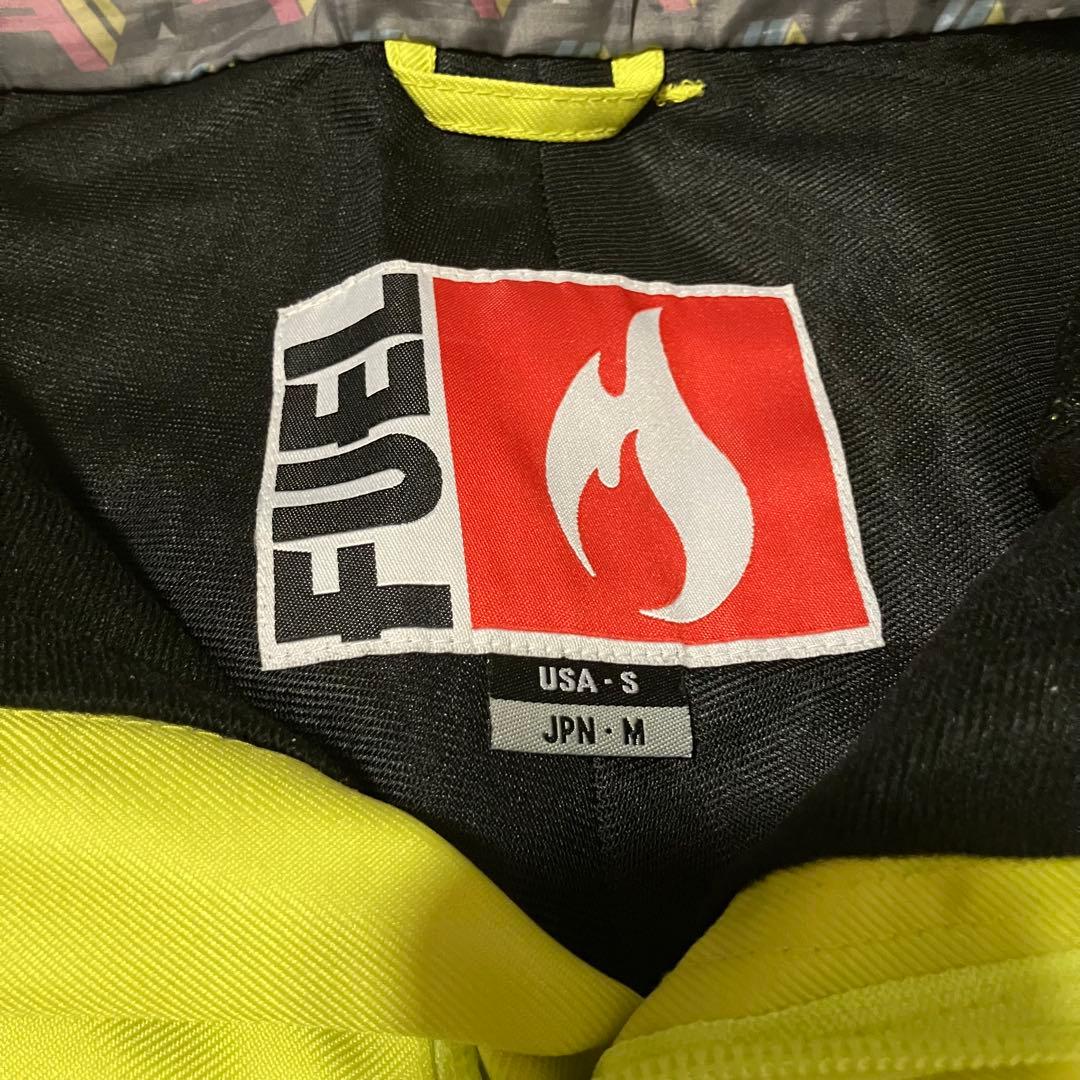 FUEL
USA · S
JPN · M